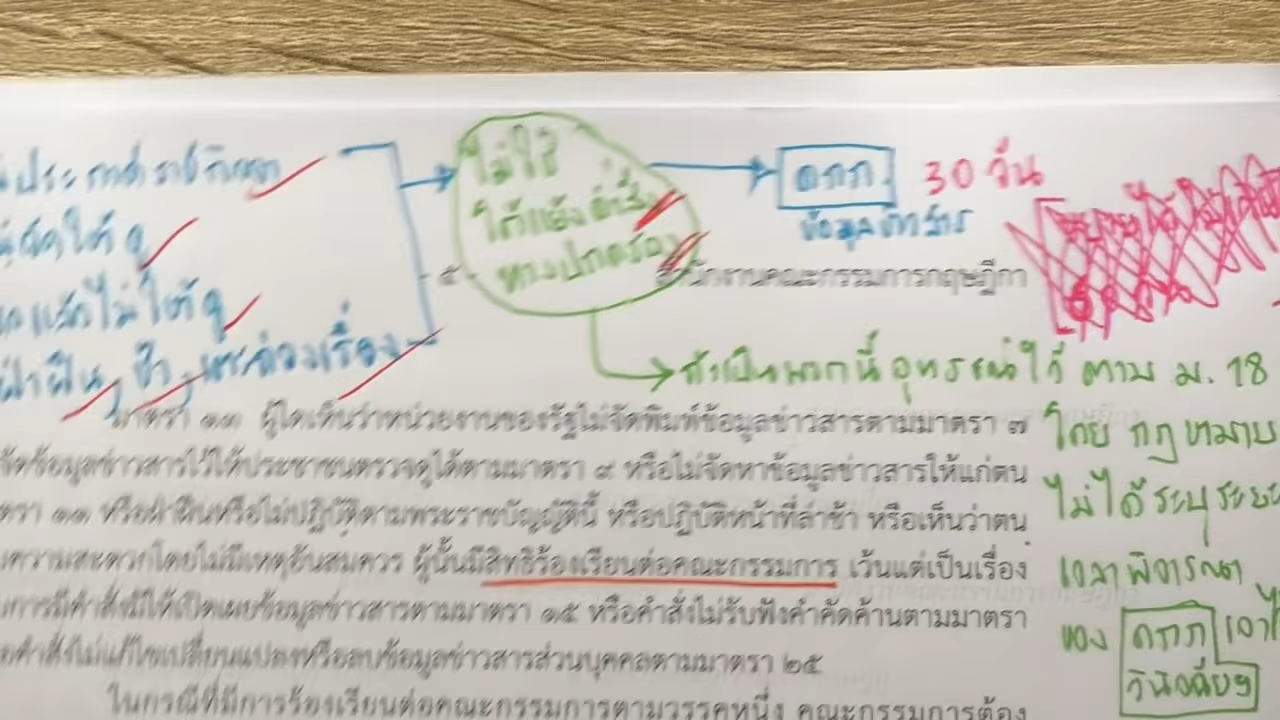 ประกาศราชกิจจา
ไม่ใช่
โต้แย้งคำสั่ง
ทางปกครอง
คกก.
ข้อมูลข่าวสาร
30 วัน
ให้ดู
แล้วไม่ให้ดู
ฝ่าฝืน, ช้า,
- ๕ -
สำนักงานคณะกรรมการกฤษฎีกา
ถ้าเป็นพวกนี้ อุทธรณ์ได้ ตาม ม. 18
โดย กฎหมาย
ไม่ได้ระบุระยะ
เวลาพิจารณา
ของ คกก
วินิจฉัยฯ
มาตรา ๑๓ ผู้ใดเห็นว่าหน่วยงานของรัฐไม่จัดพิมพ์ข้อมูลข่าวสารตามมาตรา ๗
จัดข้อมูลข่าวสารไว้ให้ประชาชนตรวจดูได้ตามมาตรา ๙ หรือไม่จัดหาข้อมูลข่าวสารให้แก่ตน
ตรา ๑๑ หรือฝ่าฝืนหรือไม่ปฏิบัติตามพระราชบัญญัตินี้ หรือปฏิบัติหน้าที่ล่าช้า หรือเห็นว่าตน
ความสะดวกโดยไม่มีเหตุอันสมควร ผู้นั้นมีสิทธิร้องเรียนต่อคณะกรรมการ เว้นแต่เป็นเรื่อง
การมีคำสั่งมิให้เปิดเผยข้อมูลข่าวสารตามมาตรา ๑๕ หรือคำสั่งไม่รับฟังคำคัดค้านตามมาตรา
คำสั่งไม่แก้ไขเปลี่ยนแปลงหรือลบข้อมูลข่าวสารส่วนบุคคลตามมาตรา ๒๕
ในกรณีที่มีการร้องเรียนต่อคณะกรรมการตามวรรคหนึ่ง คณะกรรมการต้อง